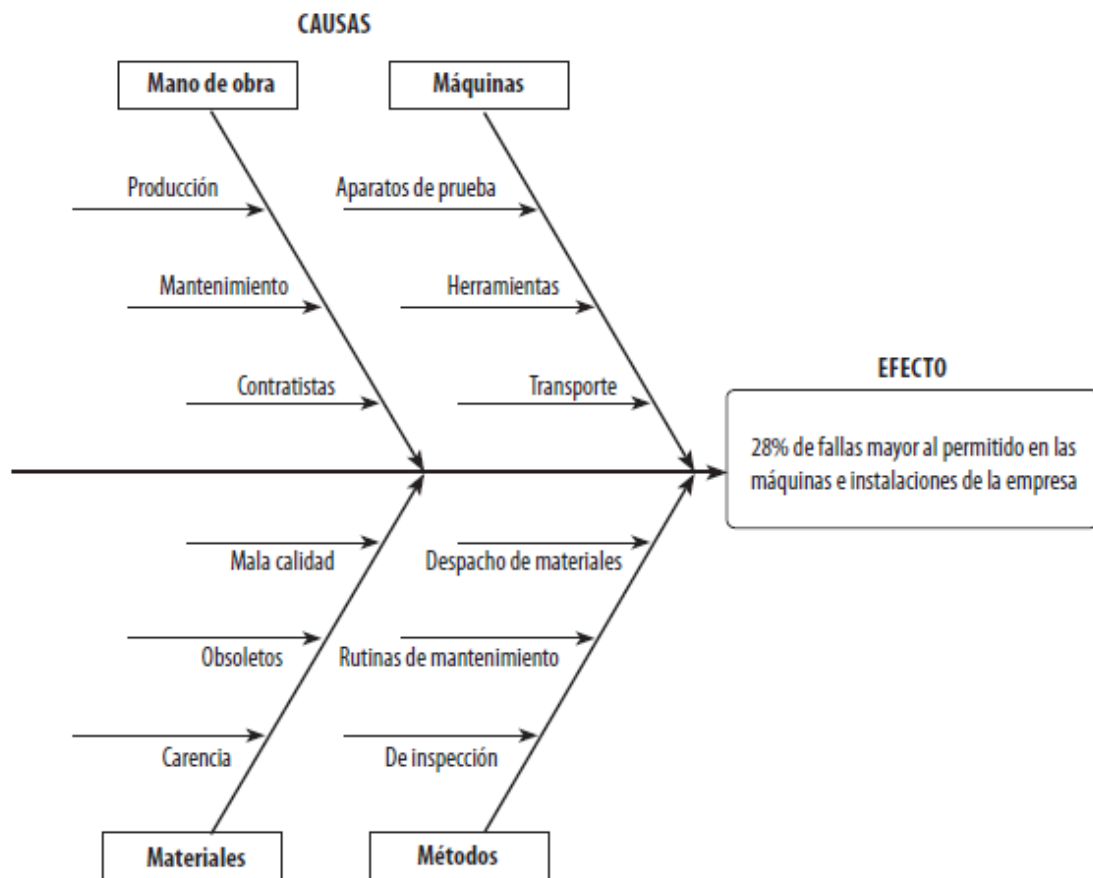 CAUSAS
Mano de obra
Máquinas
Producción
Aparatos de prueba
Mantenimiento
Herramientas
Contratistas
Transporte
EFECTO
28% de fallas mayor al permitido en las
máquinas e instalaciones de la empresa
Mala calidad
Despacho de materiales
Obsoletos
Rutinas de mantenimiento
Carencia
De inspección
Materiales
Métodos